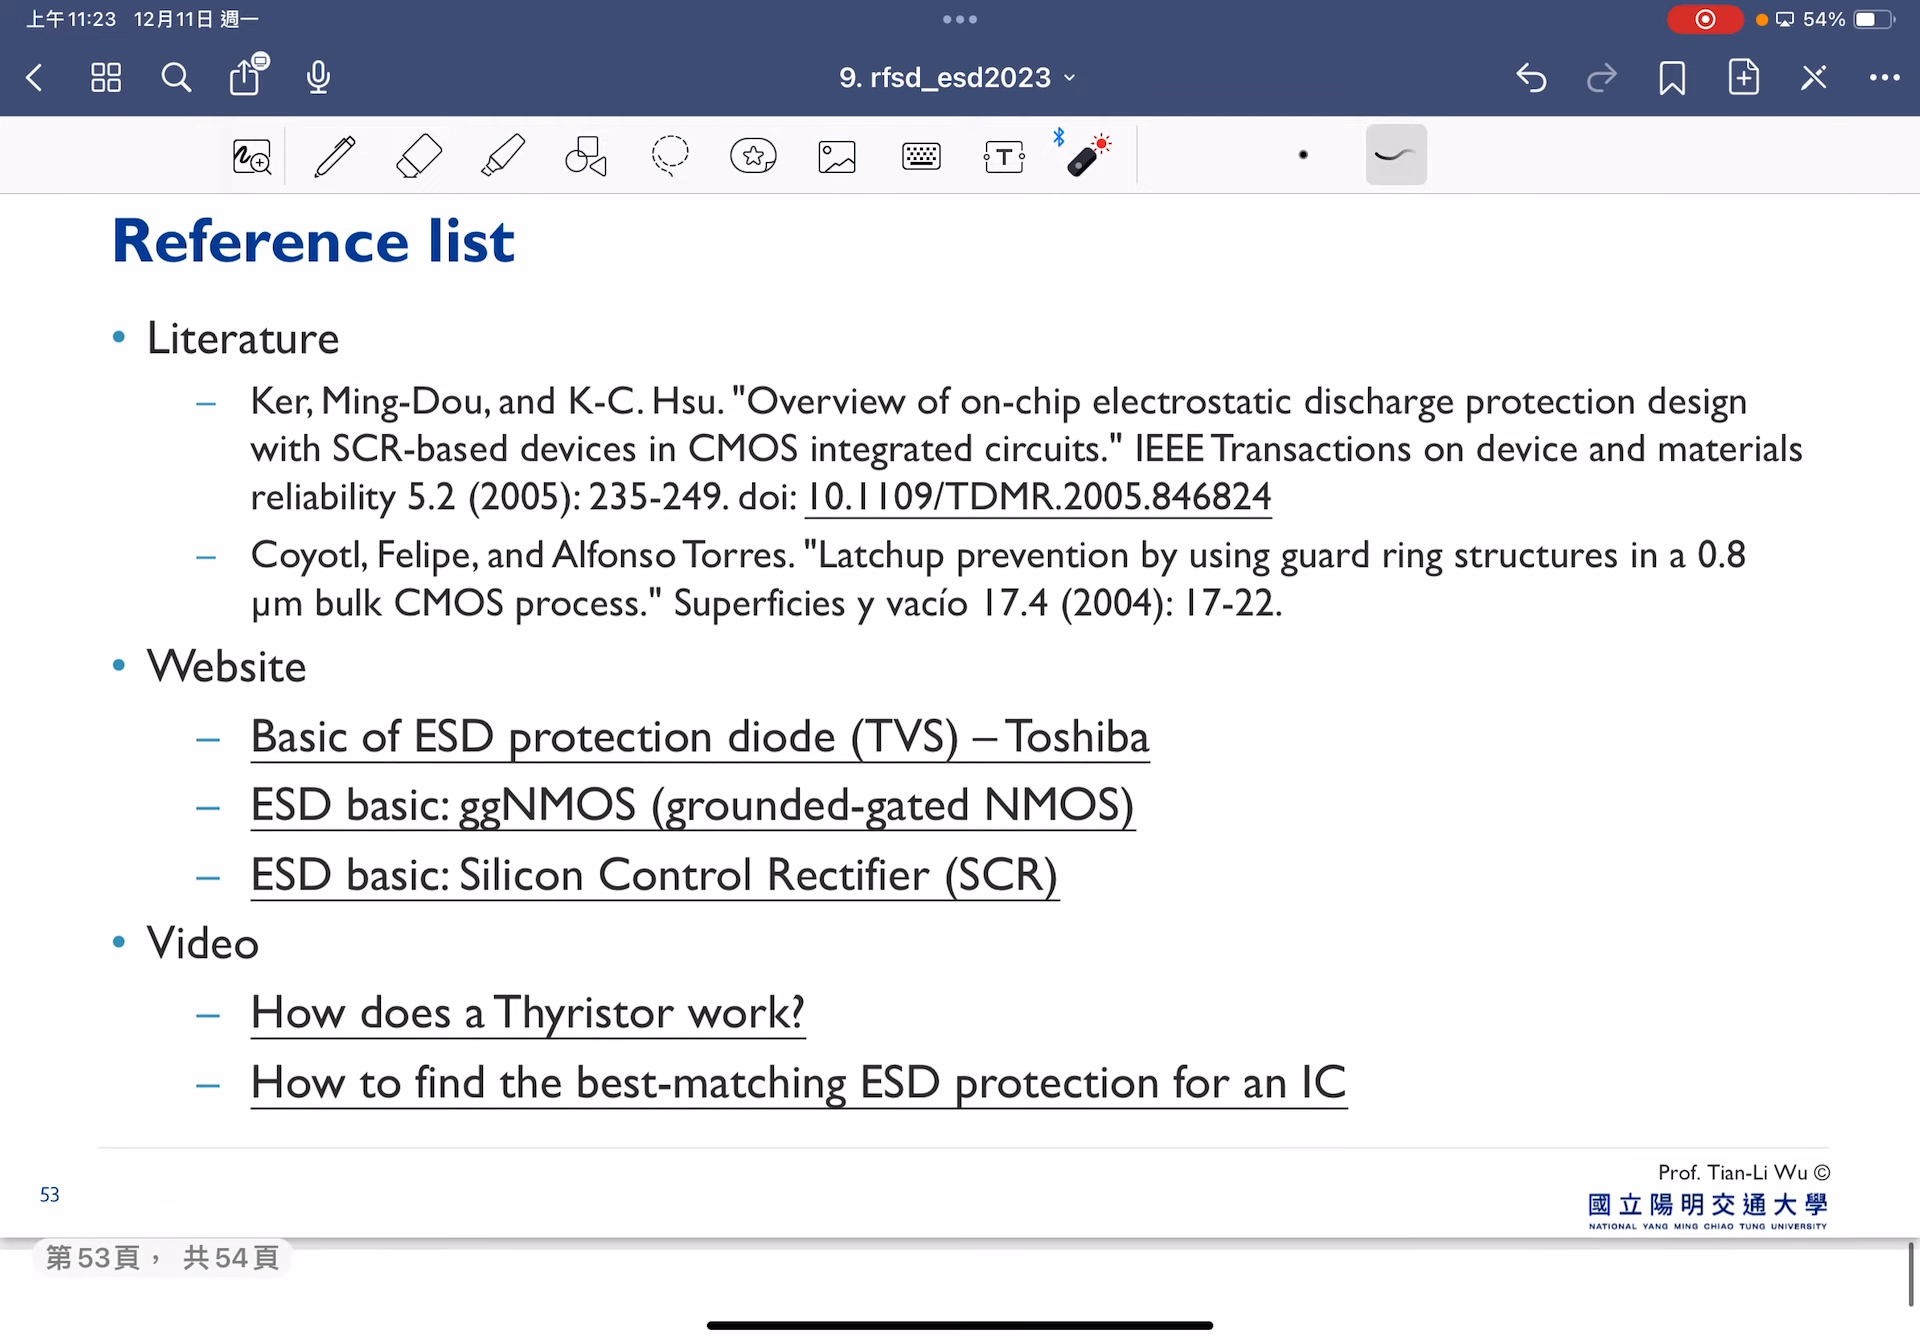 上午11:23 12月11日 週一
54%
9. rfsd_esd2023
T
Reference list
• Literature
– Ker, Ming-Dou, and K-C. Hsu. "Overview of on-chip electrostatic discharge protection design
with SCR-based devices in CMOS integrated circuits." IEEE Transactions on device and materials
reliability 5.2 (2005): 235-249. doi: 10.1109/TDMR.2005.846824
– Coyotl, Felipe, and Alfonso Torres. "Latchup prevention by using guard ring structures in a 0.8
μm bulk CMOS process." Superficies y vacío 17.4 (2004): 17-22.
• Website
– Basic of ESD protection diode (TVS) – Toshiba
– ESD basic: ggNMOS (grounded-gated NMOS)
– ESD basic: Silicon Control Rectifier (SCR)
• Video
– How does a Thyristor work?
– How to find the best-matching ESD protection for an IC
Prof. Tian-Li Wu ©
53
國立陽明交通大學
NATIONAL YANG MING CHIAO TUNG UNIVERSITY
第53頁， 共54頁